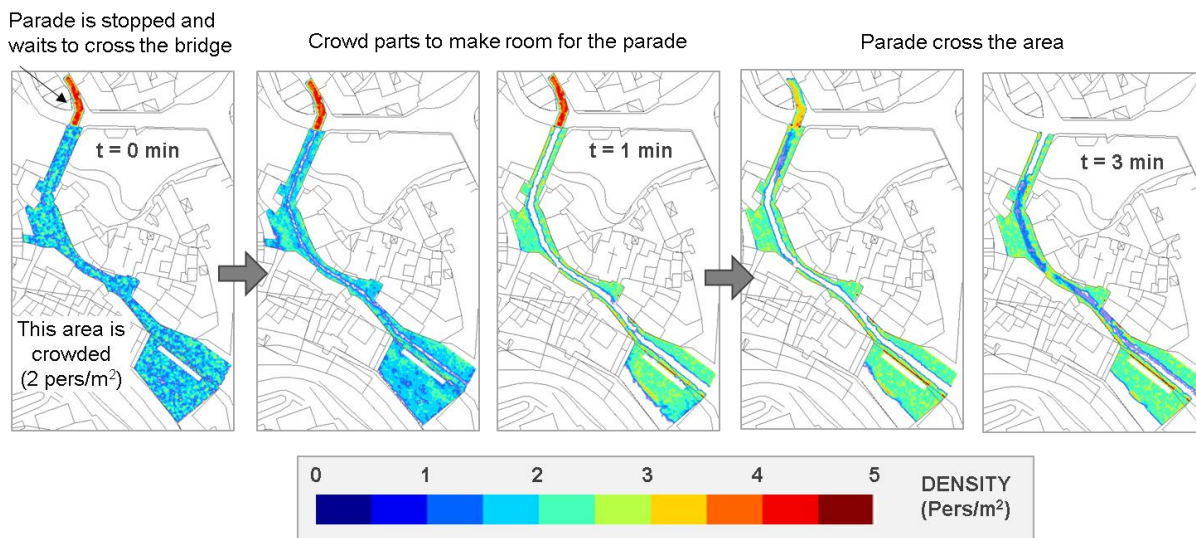 Parade is stopped and
waits to cross the bridge
Crowd parts to make room for the parade
Parade cross the area
t = 0 min
t = 1 min
t = 3 min
This area is
crowded
(2 pers/m²)
0 1 2 3 4 5
DENSITY
(Pers/m²)